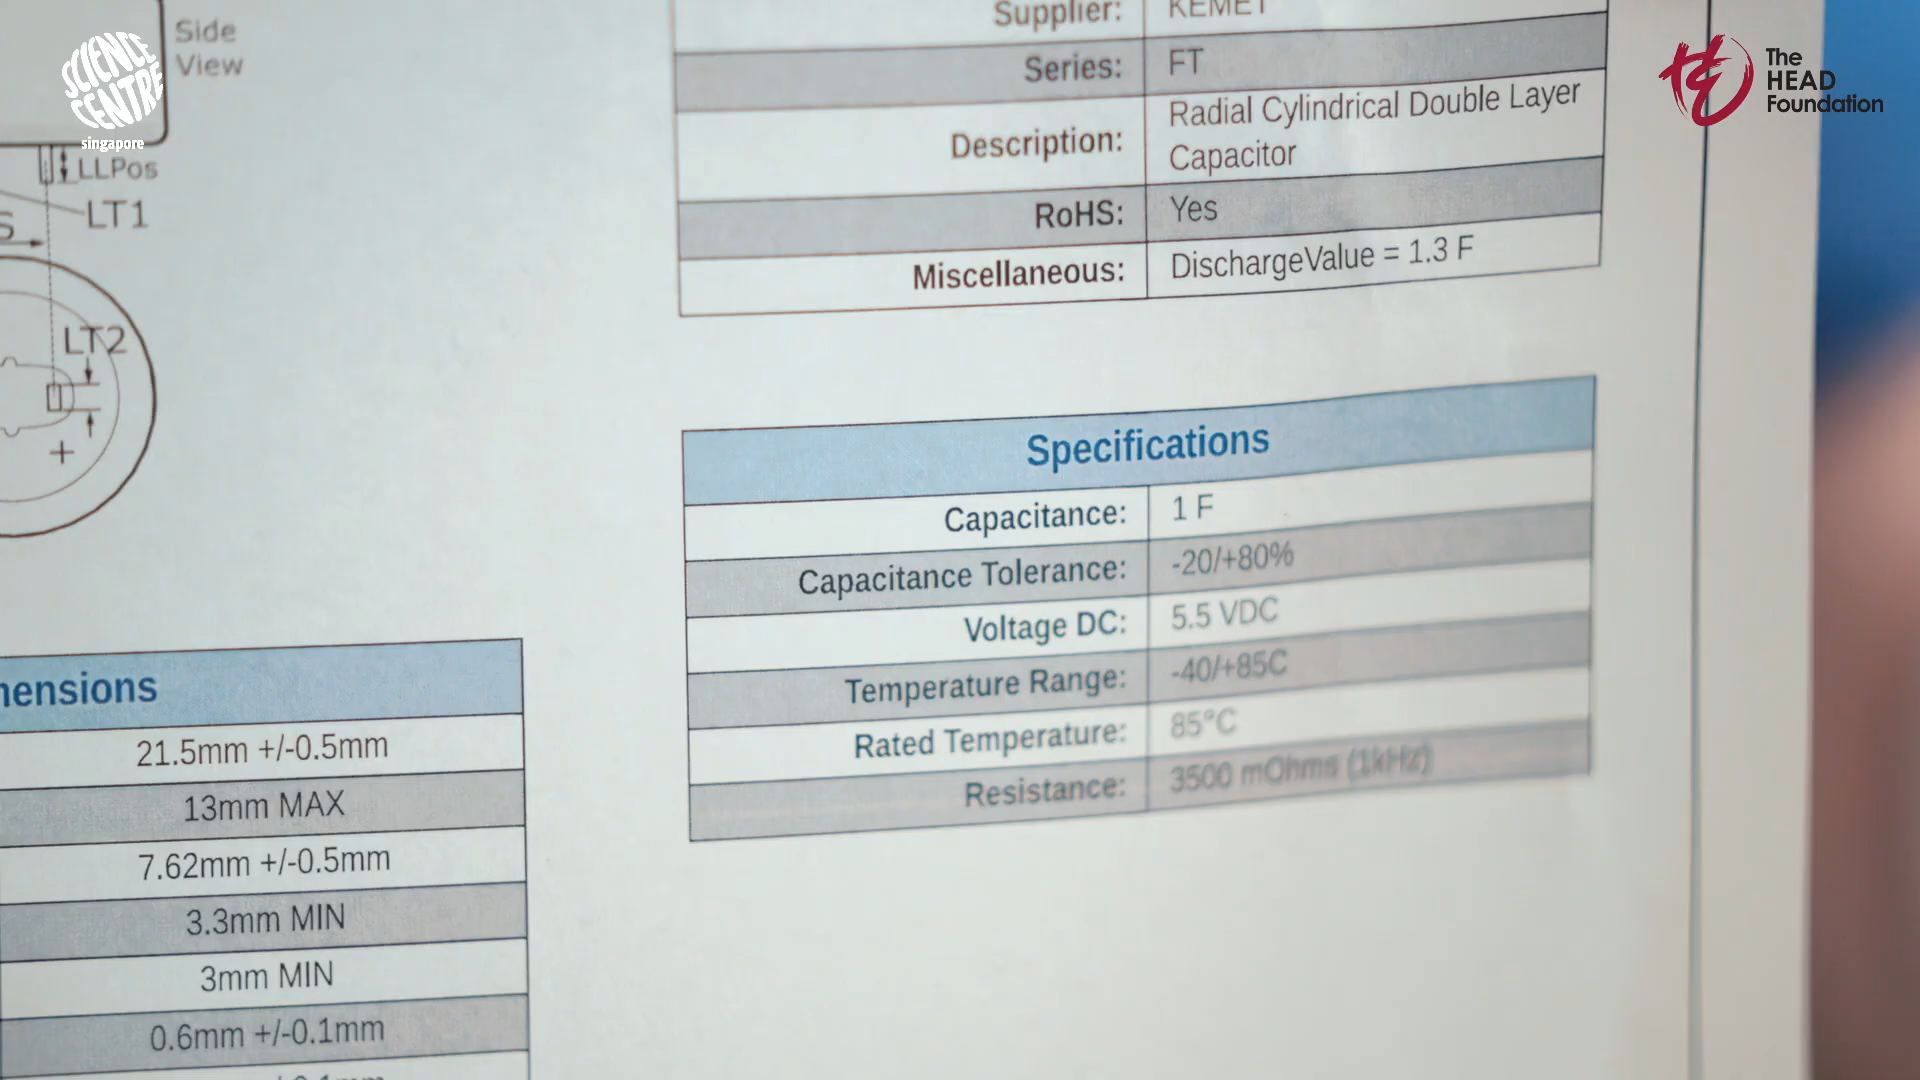 SCIENCE
CENTRE
singapore
The
HEAD
Foundation
Side
View
LLPos
LT1
S
LT2
+
Supplier: KEMET
Series: FT
Description: Radial Cylindrical Double Layer
Capacitor
RoHS: Yes
Miscellaneous: DischargeValue = 1.3 F
Specifications
Capacitance: 1 F
Capacitance Tolerance: -20/+80%
Voltage DC: 5.5 VDC
Temperature Range: -40/+85C
Rated Temperature: 85°C
Resistance: 3500 mOhms (1kHz)
mensions
21.5mm +/-0.5mm
13mm MAX
7.62mm +/-0.5mm
3.3mm MIN
3mm MIN
0.6mm +/-0.1mm